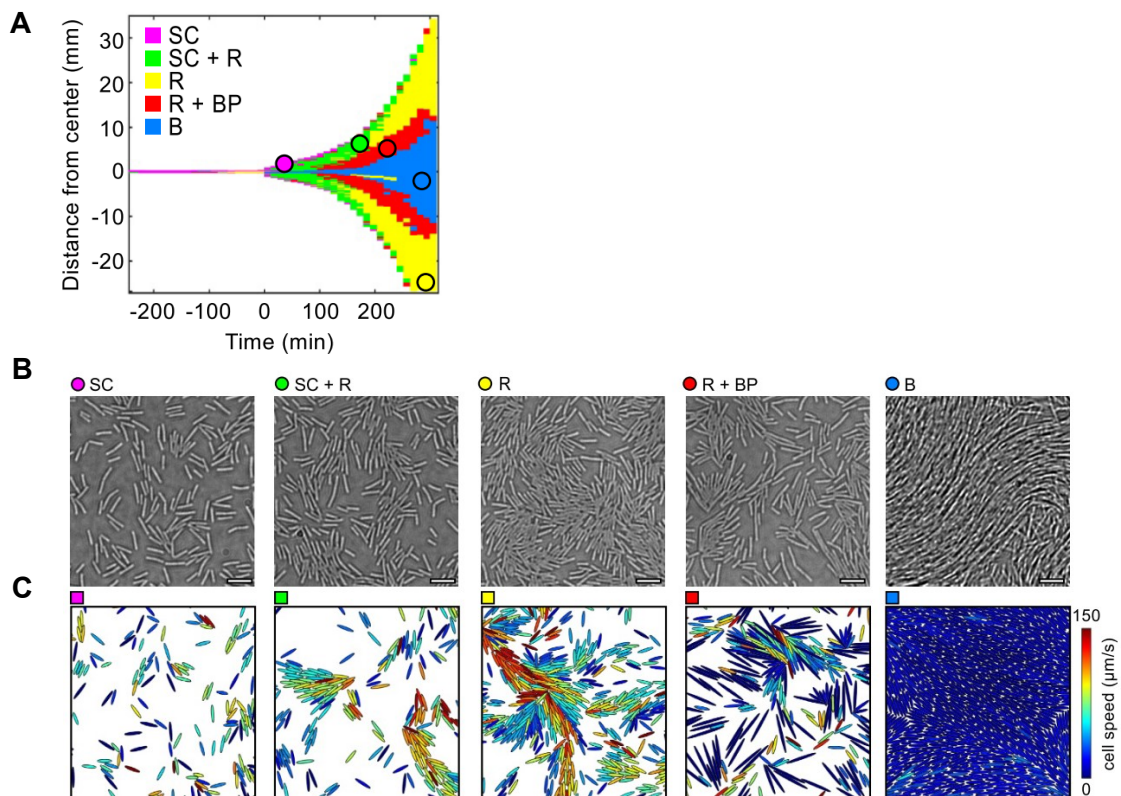 A
Distance from center (mm)
30
20
10
0
-10
-20
SC
SC + R
R
R + BP
B
-200 -100 0 100 200
Time (min)
B
SC
SC + R
R
R + BP
B
C
150
cell speed (μm/s)
0